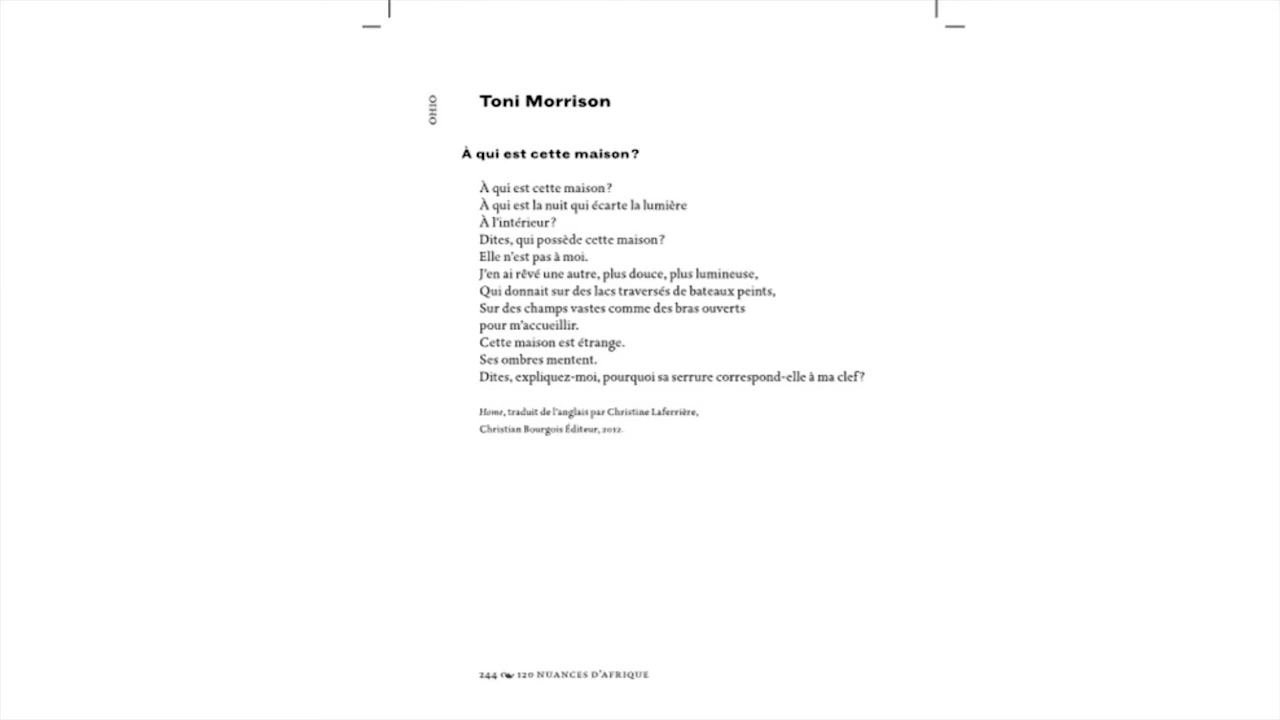 OHIO
Toni Morrison
À qui est cette maison ?
À qui est cette maison ?
À qui est la nuit qui écarte la lumière
À l’intérieur ?
Dites, qui possède cette maison ?
Elle n’est pas à moi.
J’en ai rêvé une autre, plus douce, plus lumineuse,
Qui donnait sur des lacs traversés de bateaux peints,
Sur des champs vastes comme des bras ouverts
pour m’accueillir.
Cette maison est étrange.
Ses ombres mentent.
Dites, expliquez-moi, pourquoi sa serrure correspond-elle à ma clef ?
Home, traduit de l’anglais par Christine Laferrière,
Christian Bourgois Éditeur, 2012.
244 ❧ 120 NUANCES D’AFRIQUE